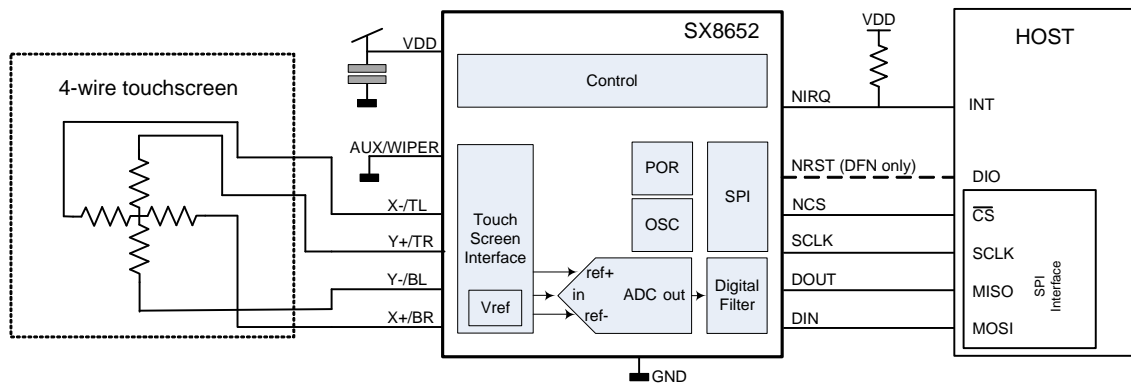 4-wire touchscreen
VDD
AUX/WIPER
X-/TL
Y+/TR
Y-/BL
X+/BR
SX8652
Control
Touch
Screen
Interface
Vref
POR
OSC
SPI
ref+
in
ref-
ADC out
Digital
Filter
GND
VDD
NIRQ
NRST (DFN only)
NCS
SCLK
DOUT
DIN
HOST
INT
DIO
CS
SCLK
MISO
MOSI
SPI
Interface